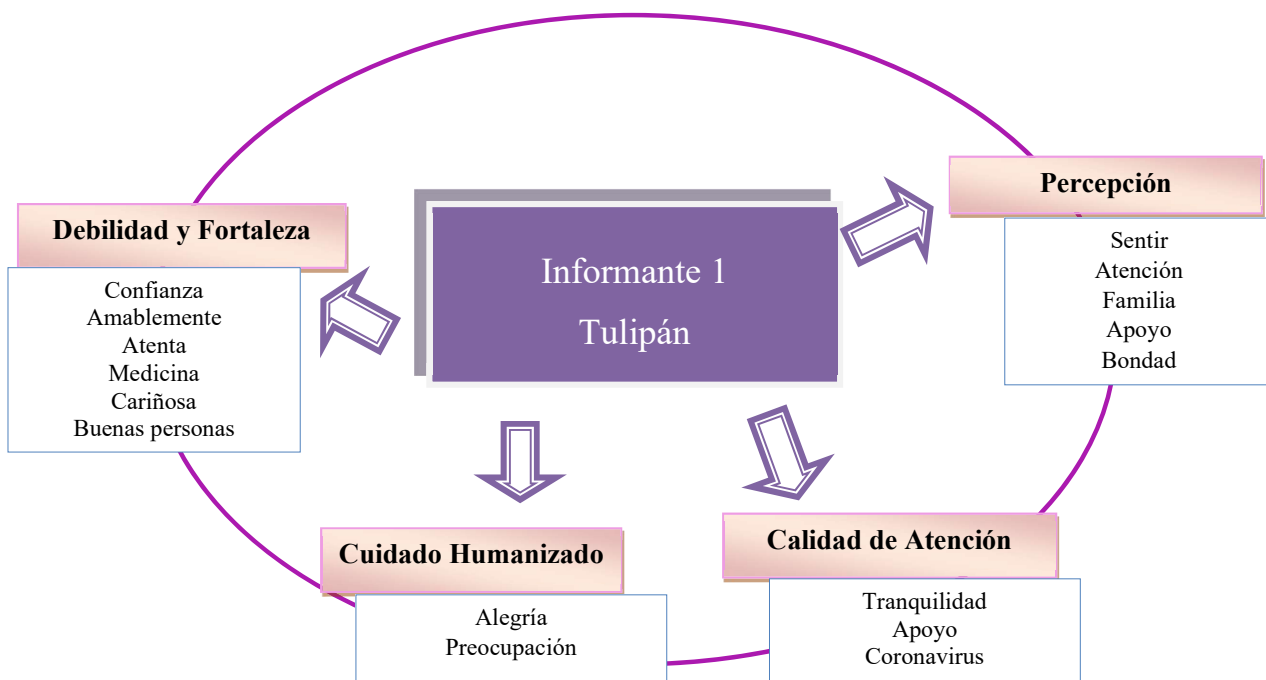 Informante 1
Tulipán
Percepción
Sentir
Atención
Familia
Apoyo
Bondad
Debilidad y Fortaleza
Confianza
Amablemente
Atenta
Medicina
Cariñosa
Buenas personas
Cuidado Humanizado
Alegría
Preocupación
Calidad de Atención
Tranquilidad
Apoyo
Coronavirus